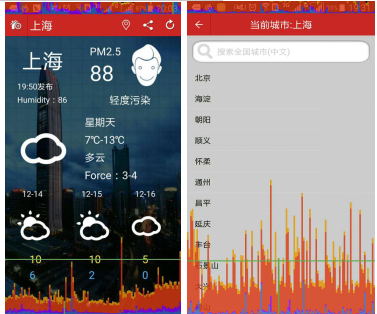 上海
上海
PM2.5
88
19:50发布
Humidity:86
轻度污染
星期天
7℃-13℃
多云
Force:3-4
12-14
12-15
12-16
10
10
5
6
2
0
当前城市:上海
搜索全国城市(中文)
北京
海淀
朝阳
顺义
怀柔
通州
昌平
延庆
丰台
石景山